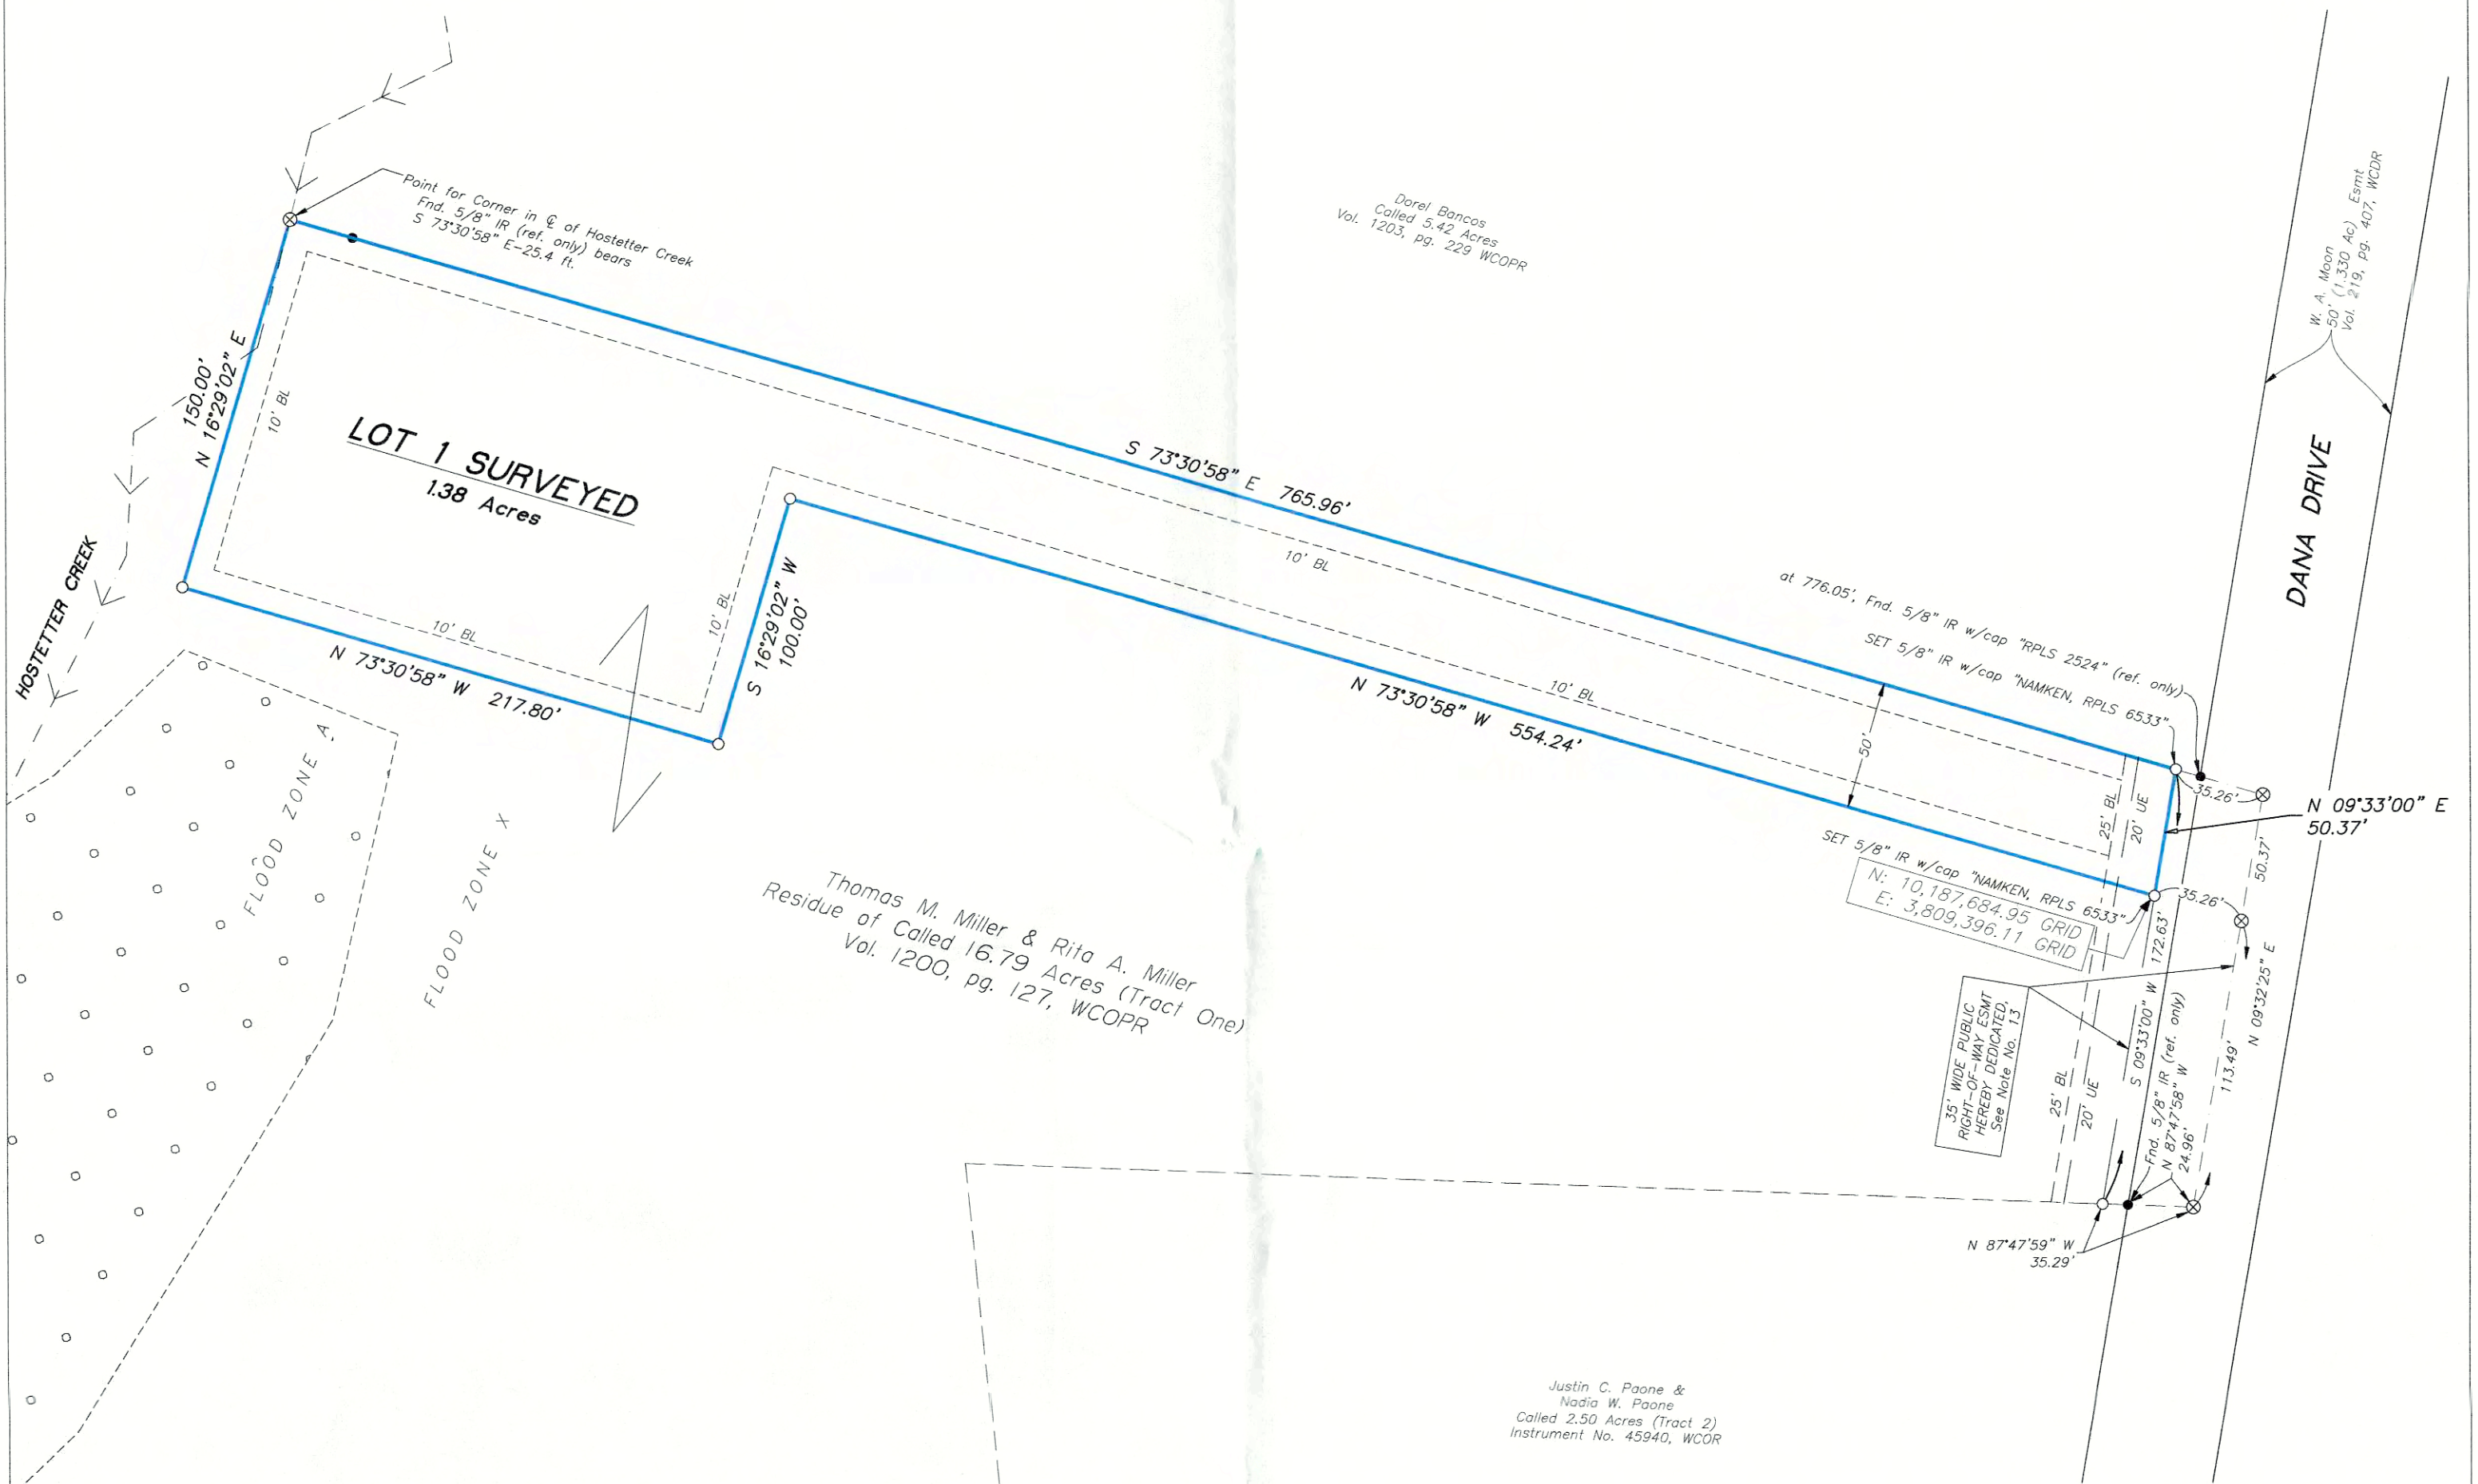 Point for Corner in ℄ of Hostetter Creek
Fnd. 5/8" IR (ref. only) bears
S 73°30'58" E-25.4 ft.
Dorel Bancos
Called 5.42 Acres
Vol. 1203, pg. 229 WCOPR
W. A. Moon
50' (1.330 Ac) Esmt
Vol. 219, pg. 407, WCDR
150.00'
N 16°29'02" E
10' BL
LOT 1 SURVEYED
1.38 Acres
S 73°30'58" E 765.96'
DANA DRIVE
10' BL
HOSTETTER CREEK
10' BL
10' BL
S 16°29'02" W
100.00'
at 776.05', Fnd. 5/8" IR w/cap "RPLS 2524" (ref. only)
SET 5/8" IR w/cap "NAMKEN, RPLS 6533"
N 73°30'58" W 217.80'
N 73°30'58" W 554.24'
10' BL
50'
25' BL
20' UE
35.26'
N 09°33'00" E
50.37'
50.37'
SET 5/8" IR w/cap "NAMKEN, RPLS 6533"
N: 10,187,684.95 GRID
E: 3,809,396.11 GRID
35.26'
FLOOD ZONE A
FLOOD ZONE X
Thomas M. Miller & Rita A. Miller
Residue of Called 16.79 Acres (Tract One)
Vol. 1200, pg. 127, WCOPR
35' WIDE PUBLIC
RIGHT-OF-WAY ESMT
HEREBY DEDICATED,
See Note No. 13
S 09°33'00" W 172.63'
N 09°32'25" E
113.49'
25' BL
20' UE
Fnd. 5/8" IR (ref. only)
N 87°47'58" W
24.96'
N 87°47'59" W
35.29'
Justin C. Paone &
Nadia W. Paone
Called 2.50 Acres (Tract 2)
Instrument No. 45940, WCOR